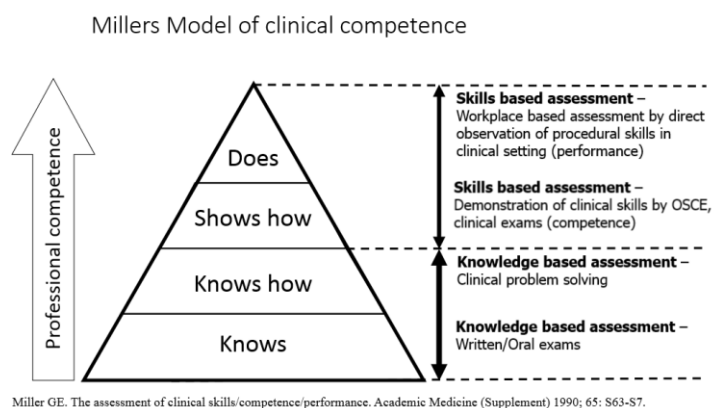 Millers Model of clinical competence
Professional competence
Does
Shows how
Knows how
Knows
Skills based assessment –
Workplace based assessment by direct
observation of procedural skills in
clinical setting (performance)
Skills based assessment –
Demonstration of clinical skills by OSCE,
clinical exams (competence)
Knowledge based assessment –
Clinical problem solving
Knowledge based assessment –
Written/Oral exams
Miller GE. The assessment of clinical skills/competence/performance. Academic Medicine (Supplement) 1990; 65: S63-S7.